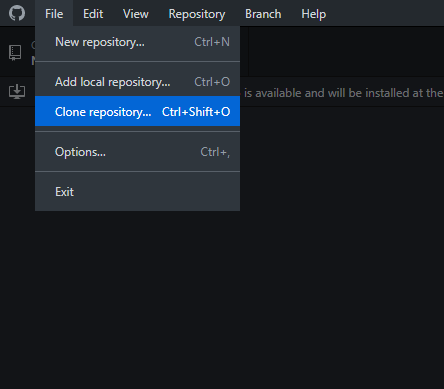 File Edit View Repository Branch Help
New repository... Ctrl+N
Add local repository... Ctrl+O
is available and will be installed at the
Clone repository... Ctrl+Shift+O
Options... Ctrl+,
Exit